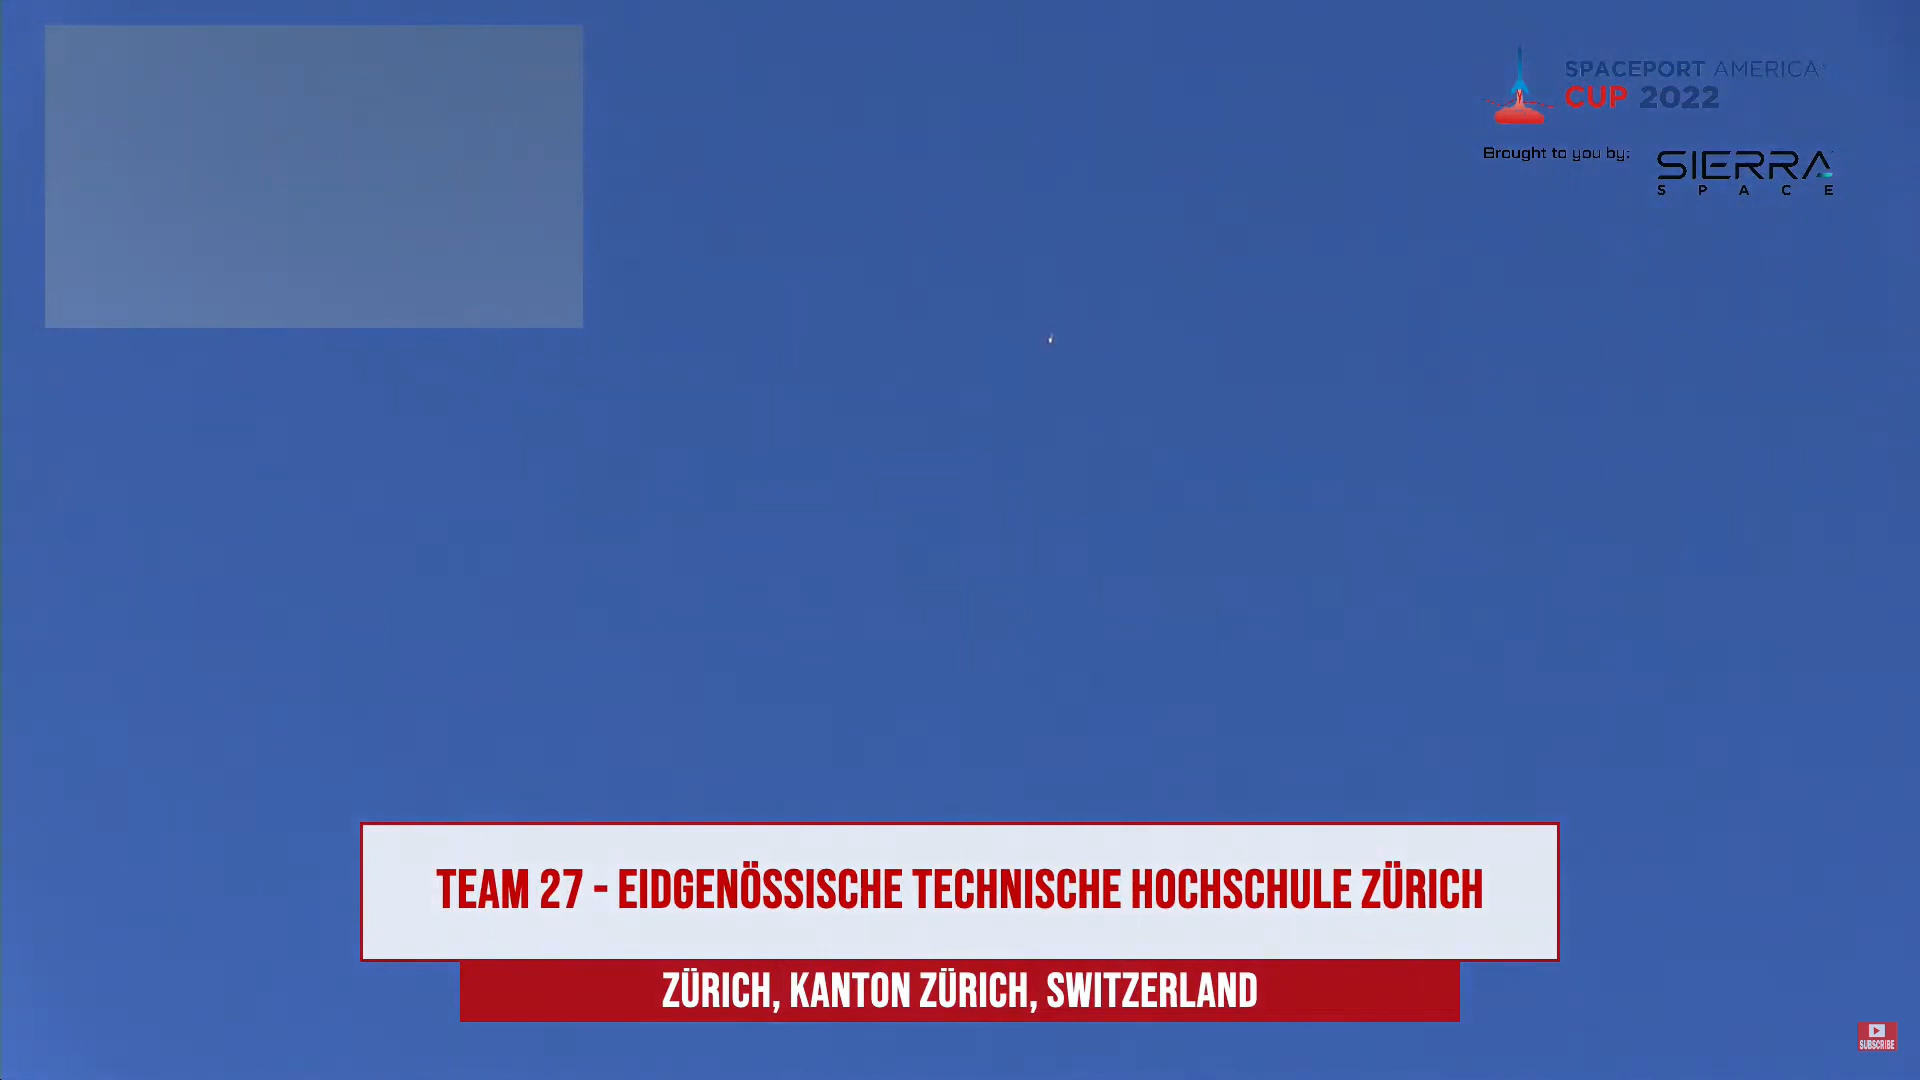 SPACEPORT AMERICA
CUP 2022
Brought to you by:
SIERRA
SPACE
TEAM 27 - EIDGENÖSSISCHE TECHNISCHE HOCHSCHULE ZÜRICH
ZÜRICH, KANTON ZÜRICH, SWITZERLAND
SUBSCRIBE